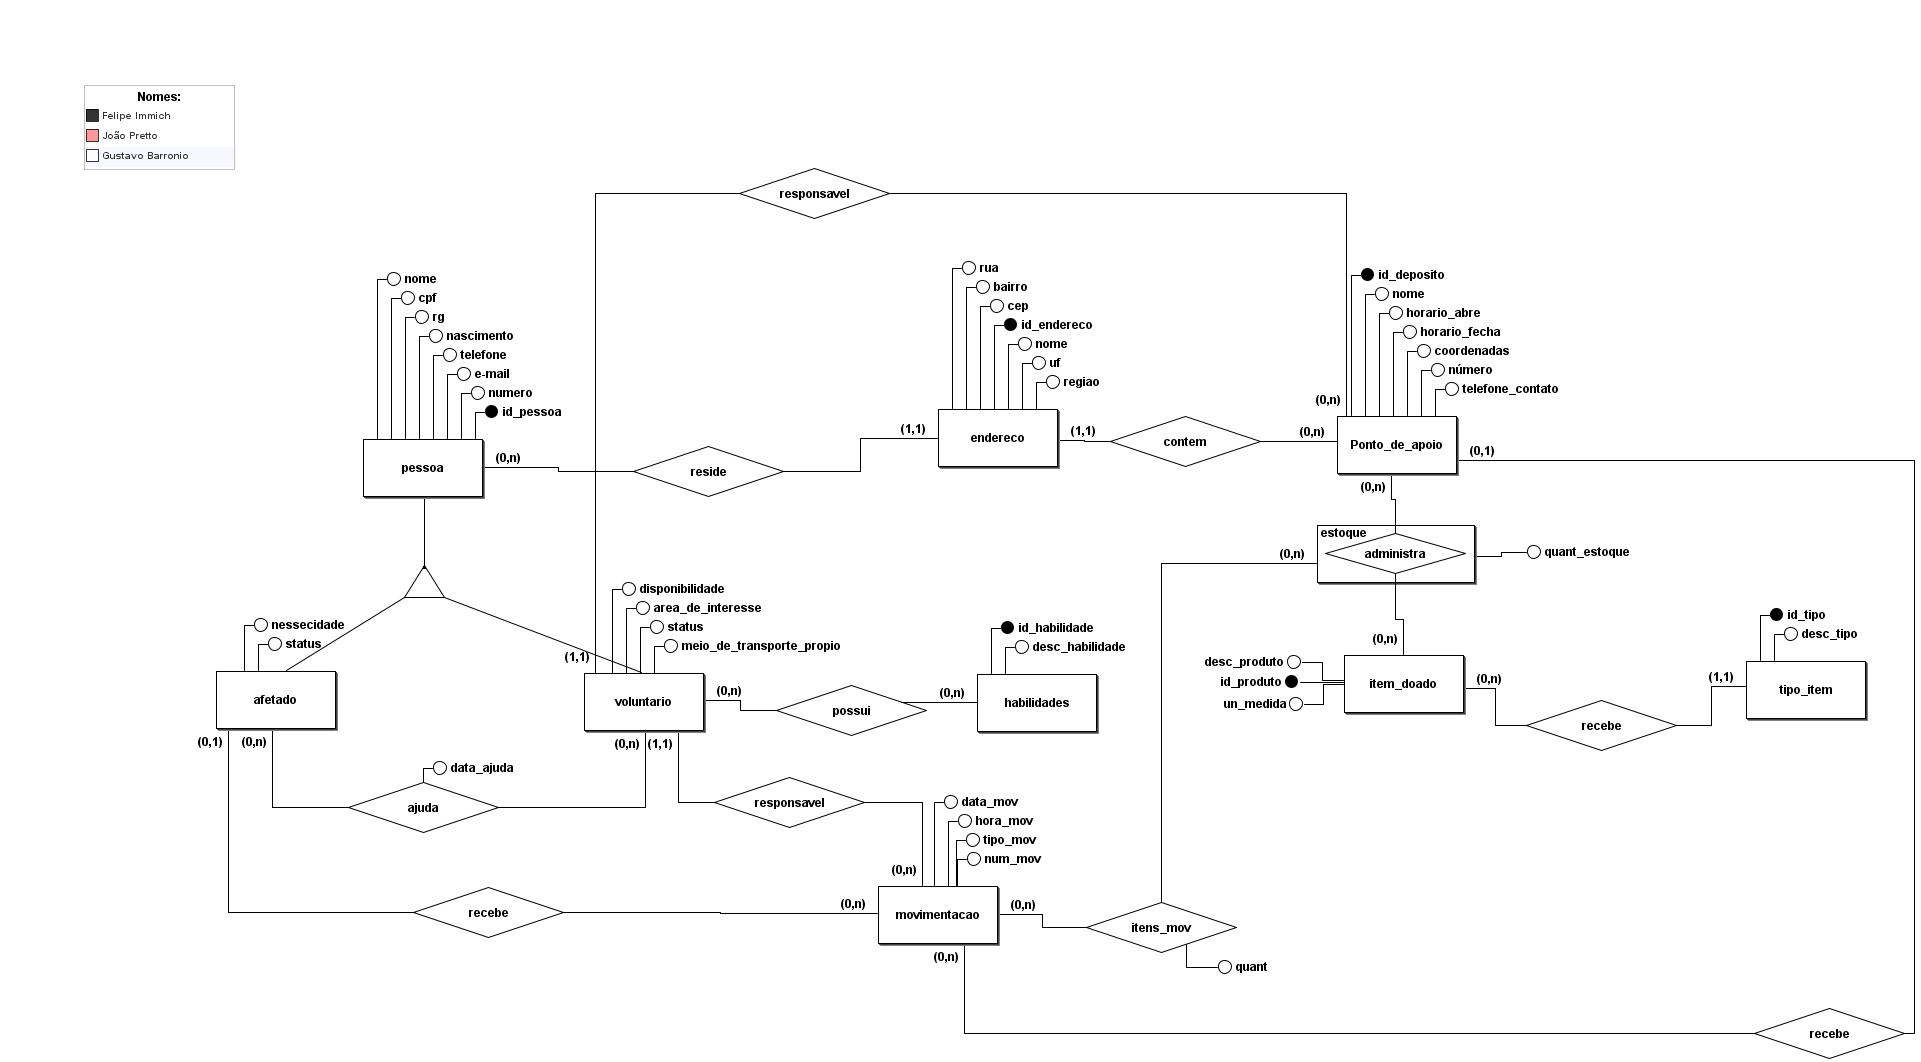 Nomes:
Felipe Immich
João Pretto
Gustavo Barronio
responsavel
nome
cpf
rg
nascimento
telefone
e-mail
numero
id_pessoa
pessoa
(0,n)
reside
(1,1)
rua
bairro
cep
id_endereco
nome
uf
regiao
endereco
(1,1)
contem
(0,n)
(0,n)
id_deposito
nome
horario_abre
horario_fecha
coordenadas
número
telefone_contato
Ponto_de_apoio
(0,1)
(0,n)
estoque
administra
quant_estoque
(0,n)
(0,n)
desc_produto
id_produto
un_medida
item_doado
(0,n)
recebe
(1,1)
id_tipo
desc_tipo
tipo_item
nessecidade
status
afetado
(0,1)
(0,n)
data_ajuda
ajuda
disponibilidade
area_de_interesse
status
meio_de_transporte_propio
(1,1)
voluntario
(0,n)
possui
(0,n)
id_habilidade
desc_habilidade
habilidades
(0,n)
(1,1)
responsavel
(0,n)
data_mov
hora_mov
tipo_mov
num_mov
recebe
(0,n)
movimentacao
(0,n)
itens_mov
quant
(0,n)
recebe